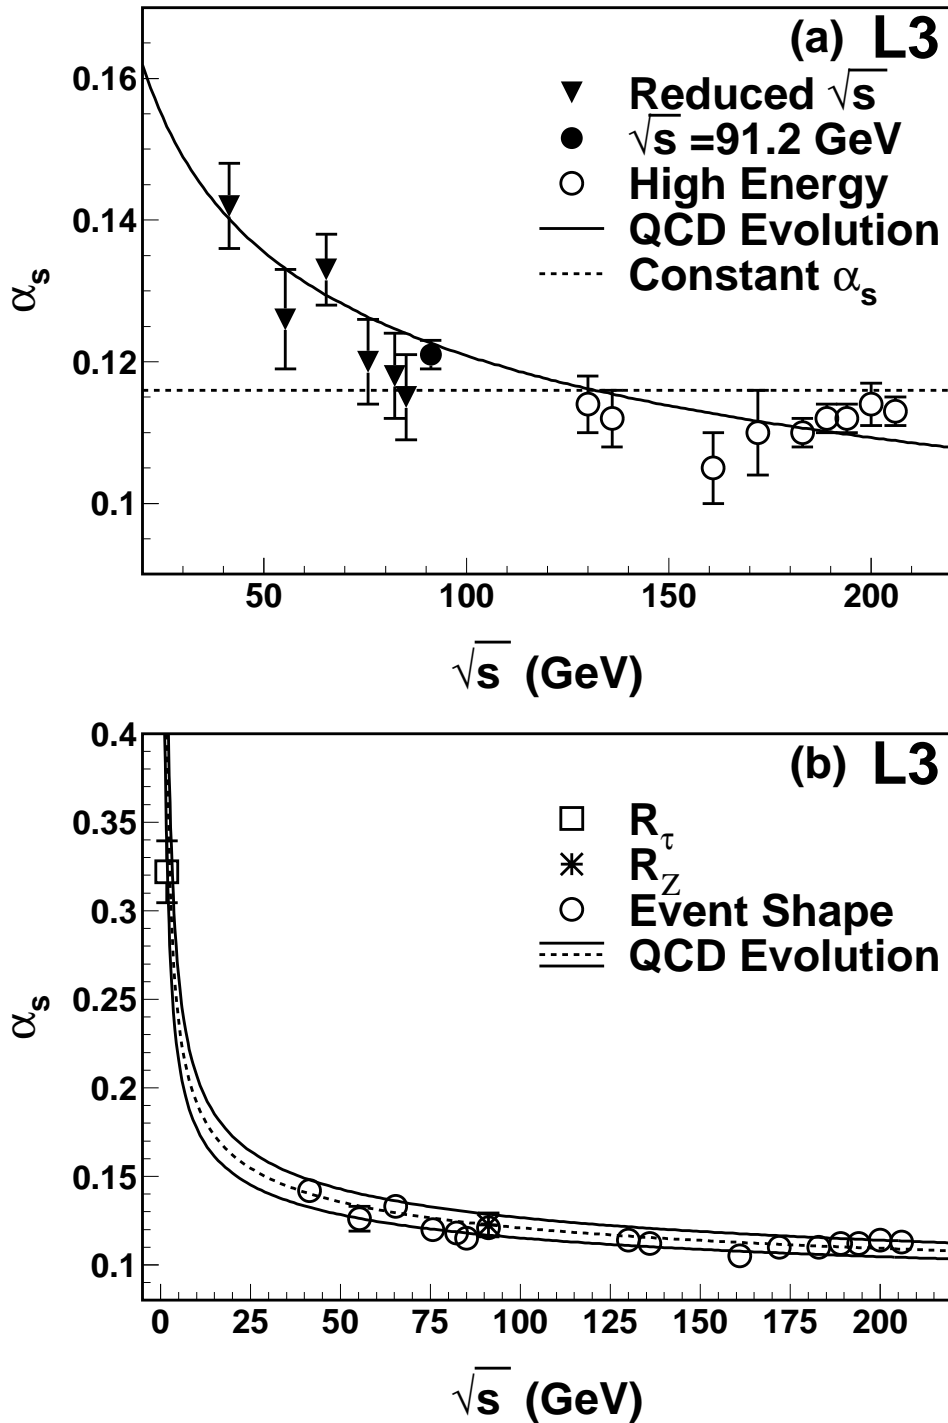 (a) L3
Reduced √s
√s =91.2 GeV
High Energy
QCD Evolution
Constant αs
αs
0.16
0.14
0.12
0.1
50 100 150 200
√s (GeV)
(b) L3
Rτ
RZ
Event Shape
QCD Evolution
αs
0.4
0.35
0.3
0.25
0.2
0.15
0.1
0 25 50 75 100 125 150 175 200
√s (GeV)